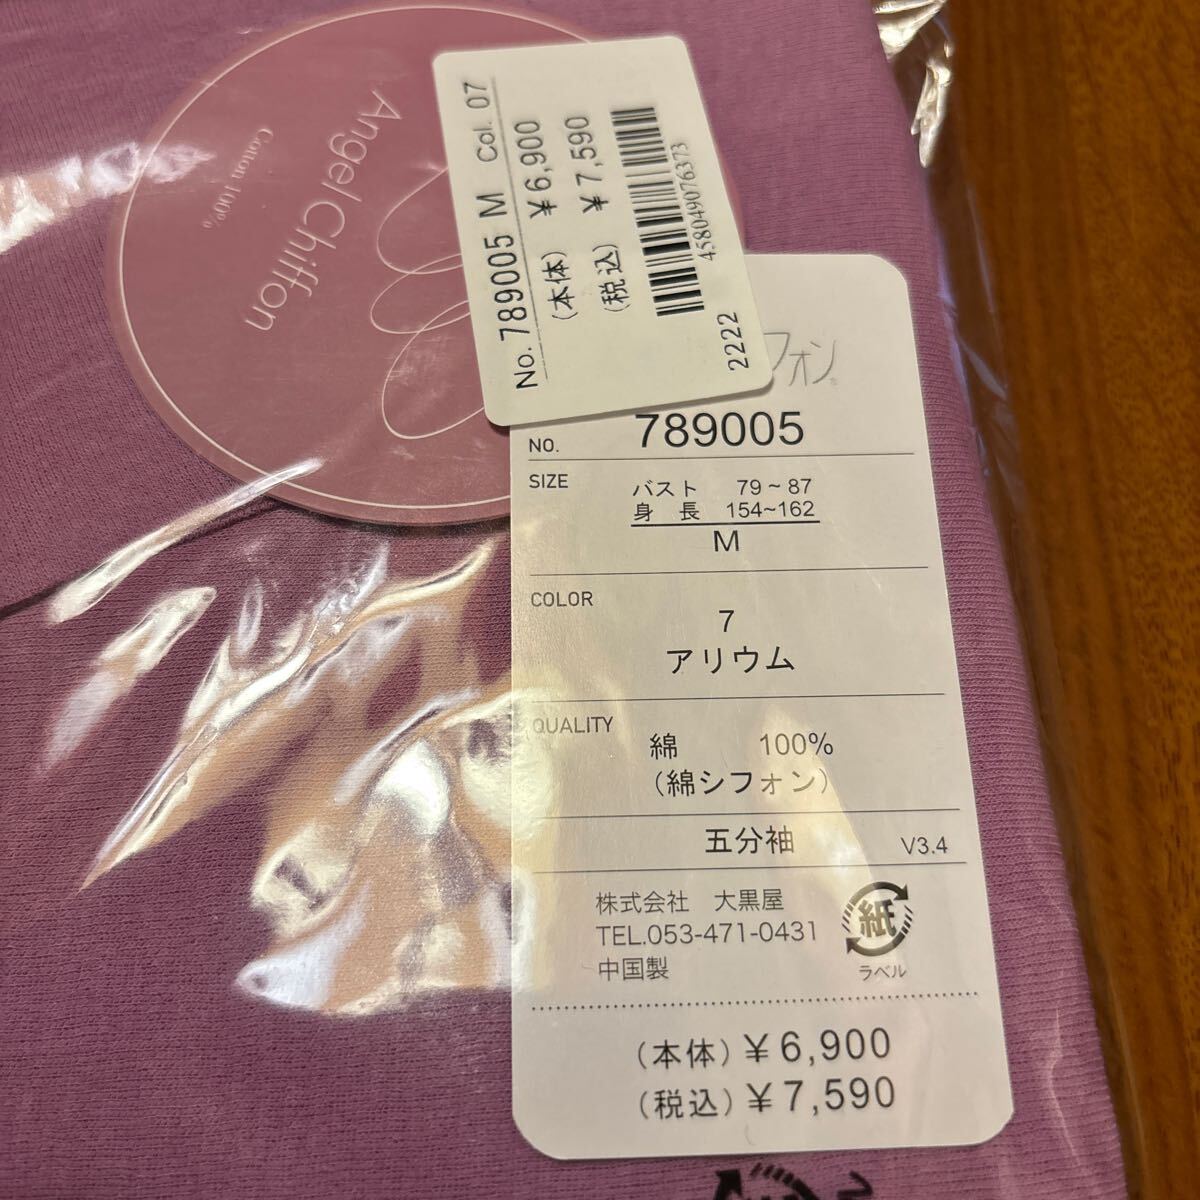 Angel Chiffon
Cotton 100%
No. 789005 M Col. 07
(本体) ¥6,900
(税込) ¥7,590
458049076373
2222
フォン®
NO. 789005
SIZE
バスト 79~87
身 長 154~162
M
COLOR
7
アリウム
QUALITY
綿 100%
(綿シフォン)
五分袖 V3.4
株式会社 大黒屋
TEL.053-471-0431
中国製
紙
ラベル
(本体) ¥6,900
(税込) ¥7,590